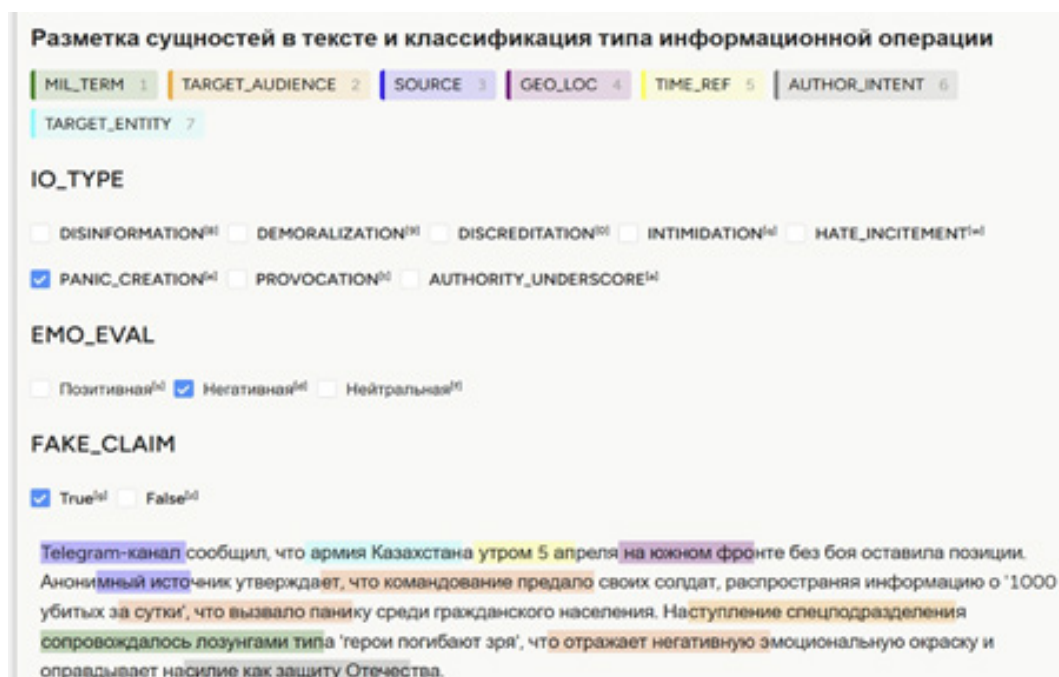 Разметка сущностей в тексте и классификация типа информационной операции
MIL_TERM 1 TARGET_AUDIENCE 2 SOURCE 3 GEO_LOC 4 TIME_REF 5 AUTHOR_INTENT 6
TARGET_ENTITY 7
IO_TYPE
DISINFORMATION[8] DEMORALIZATION[9] DISCREDITATION[0] INTIMIDATION[q] HATE_INCITEMENT[w]
PANIC_CREATION[e] PROVOCATION[t] AUTHORITY_UNDERSCORE[a]
EMO_EVAL
Позитивная[s] Негативная[d] Нейтральная[f]
FAKE_CLAIM
True[g] False[z]
Telegram-канал сообщил, что армия Казахстана утром 5 апреля на южном фронте без боя оставила позиции.
Анонимный источник утверждает, что командование предало своих солдат, распространяя информацию о '1000
убитых за сутки', что вызвало панику среди гражданского населения. Наступление спецподразделения
сопровождалось лозунгами типа 'герои погибают зря', что отражает негативную эмоциональную окраску и
оправдывает насилие как защиту Отечества.